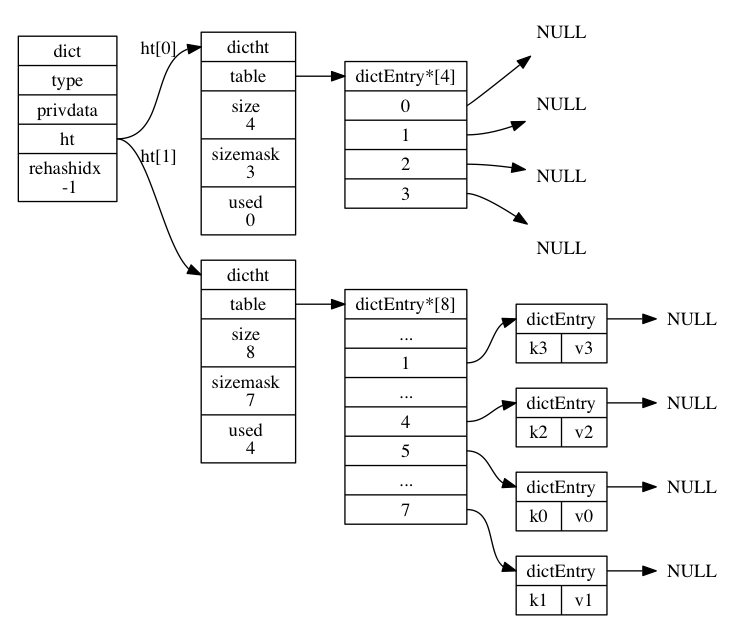 dict
type
privdata
ht
rehashidx
-1
ht[0]
ht[1]
dictht
table
size
4
sizemask
3
used
0
dictEntry*[4]
0
1
2
3
NULL
NULL
NULL
NULL
dictht
table
size
8
sizemask
7
used
4
dictEntry*[8]
...
1
...
4
5
...
7
dictEntry
k3 v3
NULL
dictEntry
k2 v2
NULL
dictEntry
k0 v0
NULL
dictEntry
k1 v1
NULL